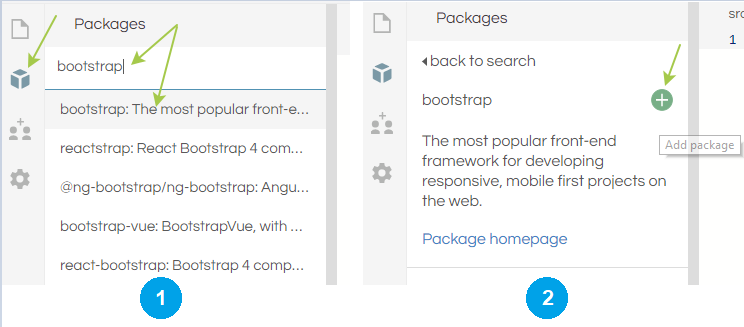 Packages
bootstrap
bootstrap: The most popular front-e...
reactstrap: React Bootstrap 4 com...
@ng-bootstrap/ng-bootstrap: Angu...
bootstrap-vue: BootstrapVue, with ...
react-bootstrap: Bootstrap 4 comp...
1
Packages
back to search
bootstrap
Add package
The most popular front-end
framework for developing
responsive, mobile first projects on
the web.
Package homepage
2
src
1